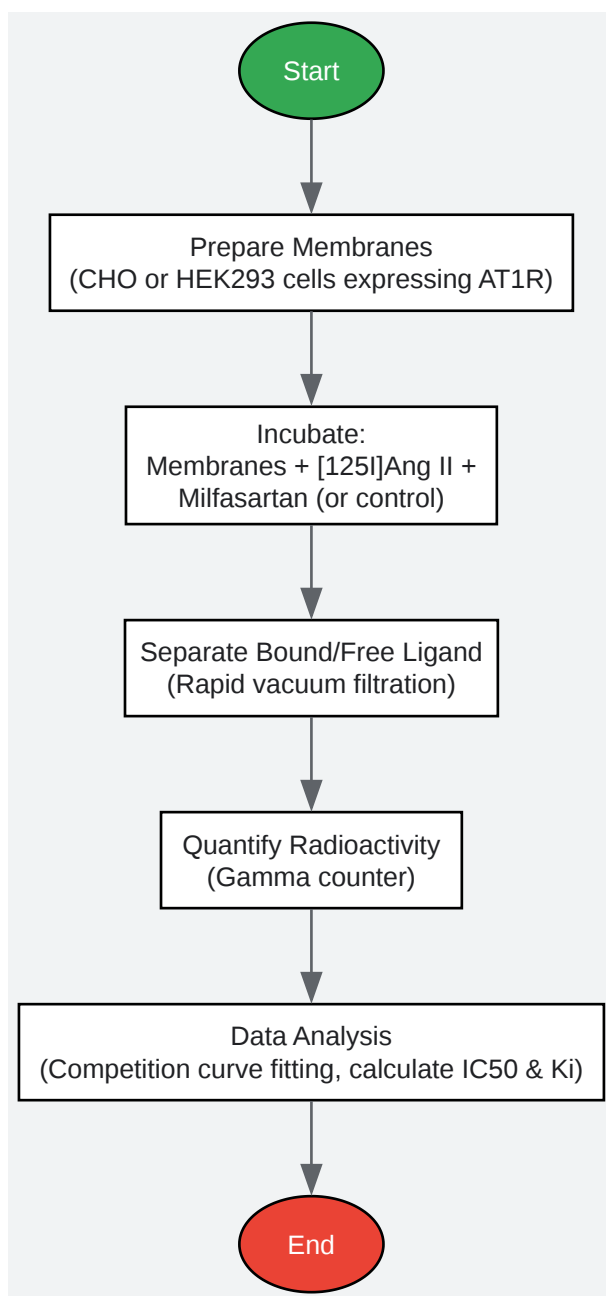 Start
Prepare Membranes
(CHO or HEK293 cells expressing AT1R)
Incubate:
Membranes + [125I]Ang II +
Milfasartan (or control)
Separate Bound/Free Ligand
(Rapid vacuum filtration)
Quantify Radioactivity
(Gamma counter)
Data Analysis
(Competition curve fitting, calculate IC50 & Ki)
End